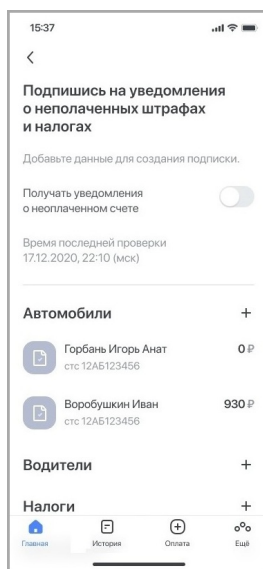 15:37
Подпишись на уведомления
о неполаченных штрафах
и налогах
Добавьте данные для создания подписки.
Получать уведомления
о неоплаченном счете
Время последней проверки
17.12.2020, 22:10 (мск)
Автомобили +
Горбань Игорь Анат 0 ₽
стс 12АБ123456
Воробушкин Иван 930 ₽
стс 12АБ123456
Водители +
Налоги +
Главная История Оплата Ещё